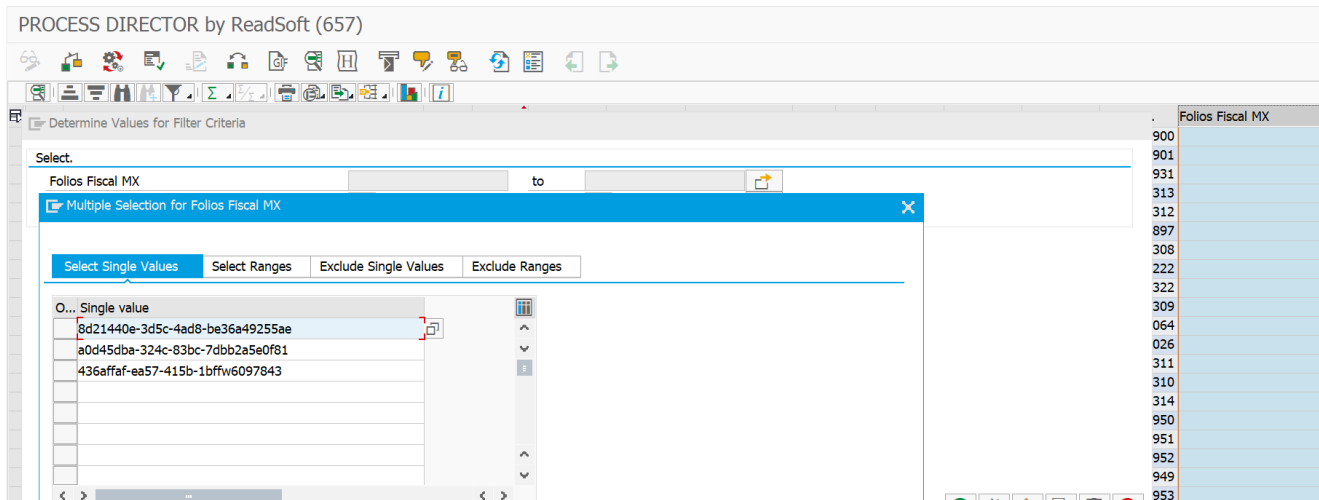 PROCESS DIRECTOR by ReadSoft (657)
Determine Values for Filter Criteria
Select.
Folios Fiscal MX
to
Multiple Selection for Folios Fiscal MX
Select Single Values
Select Ranges
Exclude Single Values
Exclude Ranges
O... Single value
8d21440e-3d5c-4ad8-be36a49255ae
a0d45dba-324c-83bc-7dbb2a5e0f81
436affaf-ea57-415b-1bffw6097843
. Folios Fiscal MX
900
901
931
313
312
897
308
222
322
309
064
026
311
310
314
950
951
952
949
953